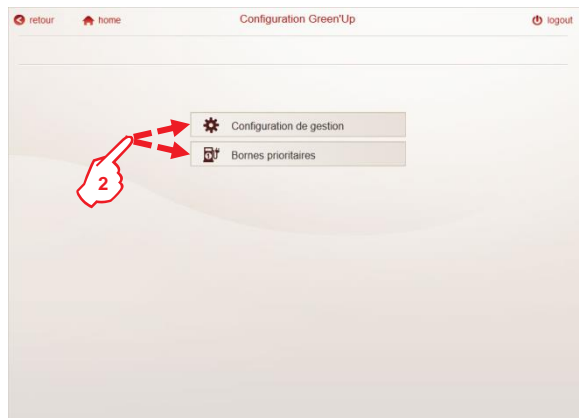 retour home Configuration Green'Up logout
Configuration de gestion
Bornes prioritaires
2